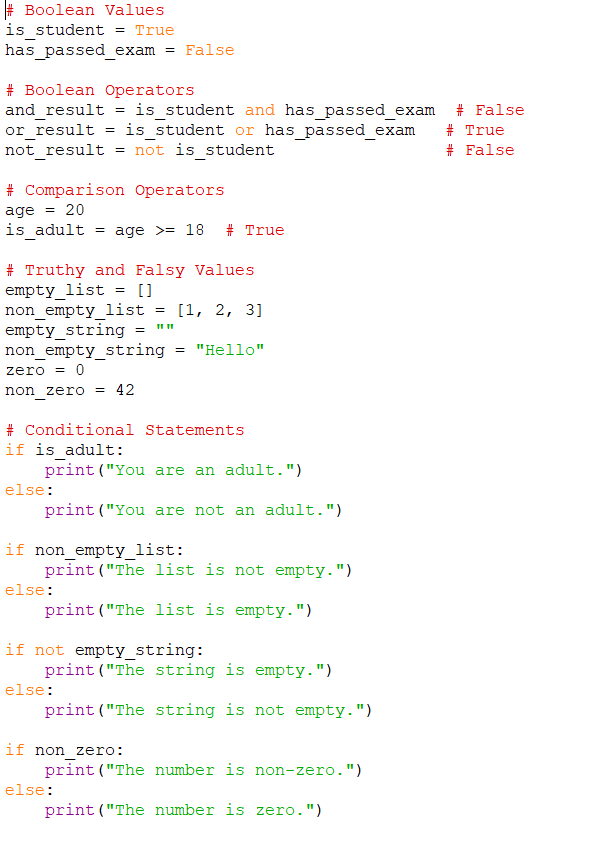 # Boolean Values
is_student = True
has_passed_exam = False

# Boolean Operators
and_result = is_student and has_passed_exam  # False
or_result = is_student or has_passed_exam   # True
not_result = not is_student                 # False

# Comparison Operators
age = 20
is_adult = age >= 18  # True

# Truthy and Falsy Values
empty_list = []
non_empty_list = [1, 2, 3]
empty_string = ""
non_empty_string = "Hello"
zero = 0
non_zero = 42

# Conditional Statements
if is_adult:
    print("You are an adult.")
else:
    print("You are not an adult.")

if non_empty_list:
    print("The list is not empty.")
else:
    print("The list is empty.")

if not empty_string:
    print("The string is empty.")
else:
    print("The string is not empty.")

if non_zero:
    print("The number is non-zero.")
else:
    print("The number is zero.")